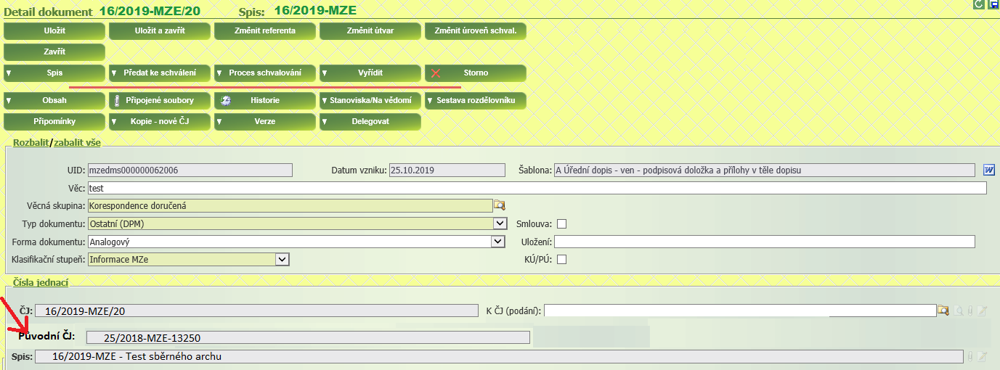 Detail dokument 16/2019-MZE/20 Spis: 16/2019-MZE
Uložit Uložit a zavřít Změnit referenta Změnit útvar Změnit úroveň schval.
Zavřít
Spis Předat ke schválení Proces schvalování Vyřídit Storno
Obsah Připojené soubory Historie Stanoviska/Na vědomí Sestava rozdělovníku
Připomínky Kopie - nové ČJ Verze Delegovat
Rozbalit/zabalit vše
UID: mzedms000000062006 Datum vzniku: 25.10.2019 Šablona: A Úřední dopis - ven - podpisová doložka a přílohy v těle dopisu
Věc: test
Věcná skupina: Korespondence doručená
Typ dokumentu: Ostatní (DPM) Smlouva:
Forma dokumentu: Analogový Uložení:
Klasifikační stupeň: Informace MZe KÚ/PÚ:
Čísla jednací
ČJ: 16/2019-MZE/20 K ČJ (podání):
Původní ČJ: 25/2018-MZE-13250
Spis: 16/2019-MZE - Test sběrného archu